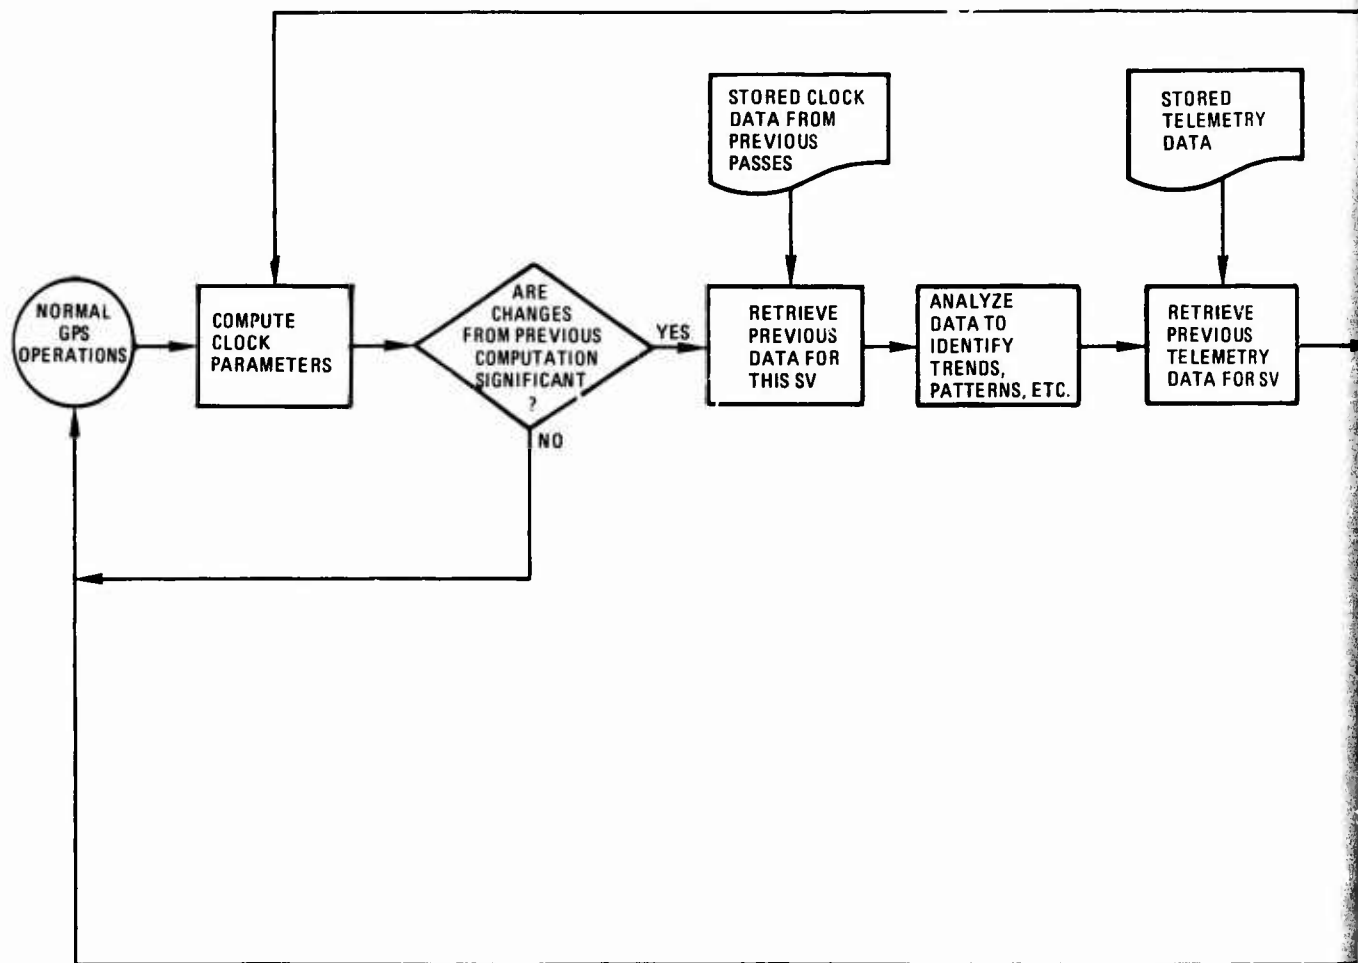 STORED CLOCK
DATA FROM
PREVIOUS
PASSES
STORED
TELEMETRY
DATA
NORMAL
GPS
OPERATIONS
COMPUTE
CLOCK
PARAMETERS
ARE
CHANGES
FROM PREVIOUS
COMPUTATION
SIGNIFICANT
?
YES
NO
RETRIEVE
PREVIOUS
DATA FOR
THIS SV
ANALYZE
DATA TO
IDENTIFY
TRENDS,
PATTERNS, ETC.
RETRIEVE
PREVIOUS
TELEMETRY
DATA FOR SV